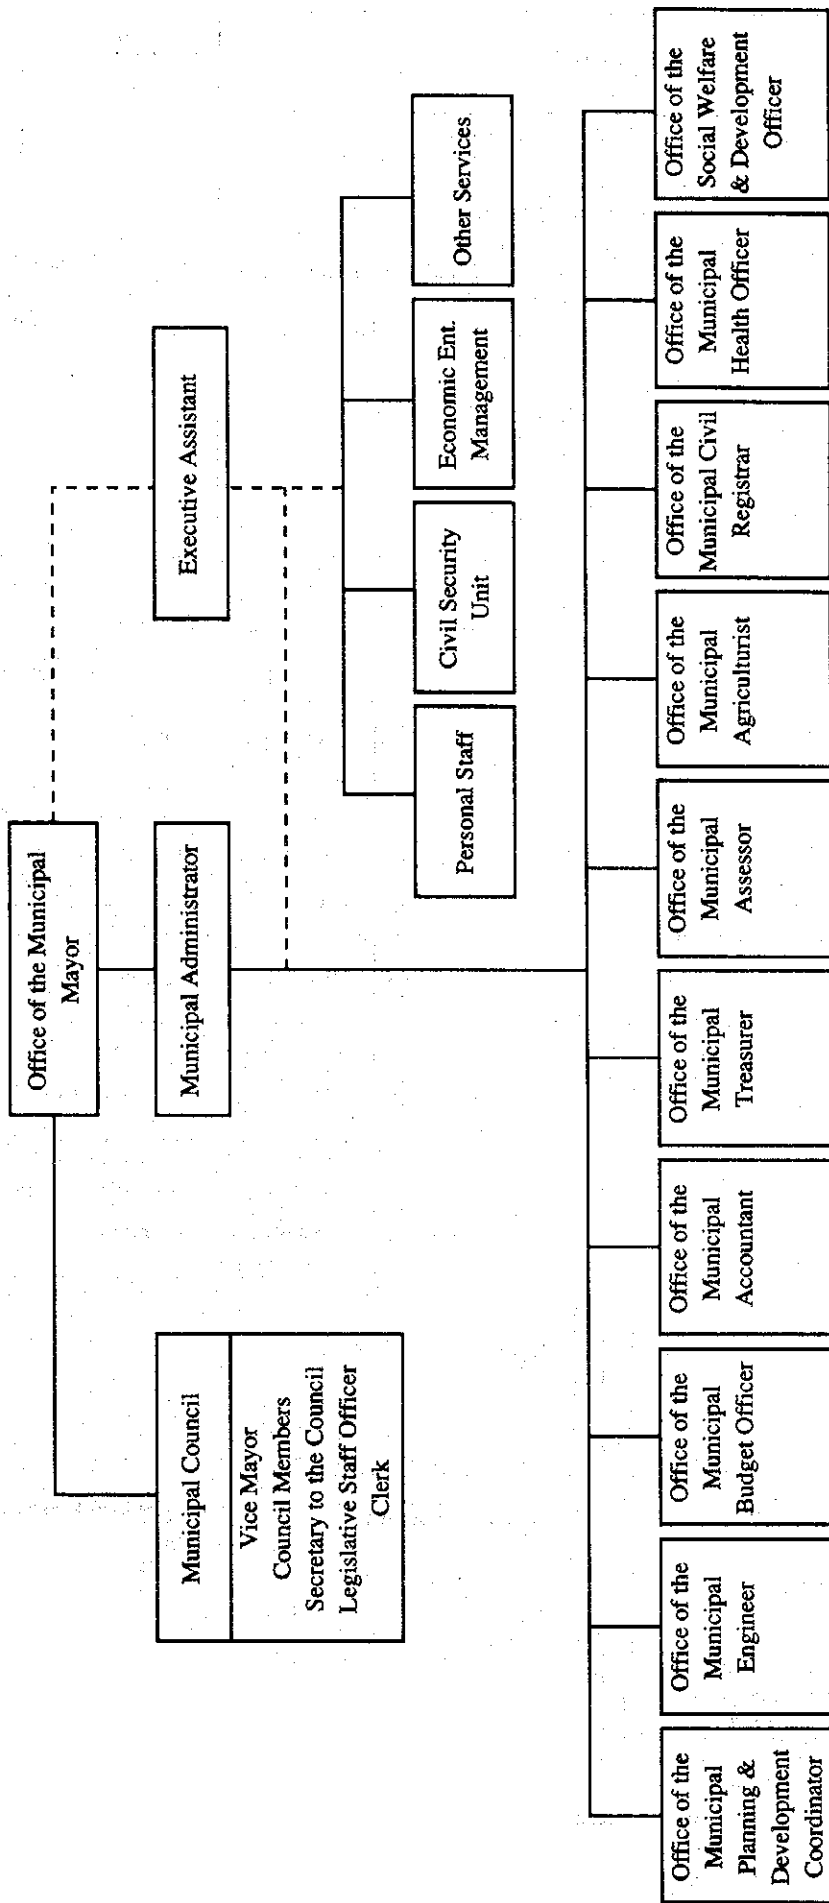 Office of the Municipal
Mayor
Municipal Administrator
Executive Assistant
Municipal Council
Vice Mayor
Council Members
Secretary to the Council
Legislative Staff Officer
Clerk
Personal Staff
Civil Security
Unit
Economic Ent.
Management
Other Services
Office of the
Municipal
Planning &
Development
Coordinator
Office of the
Municipal
Engineer
Office of the
Municipal
Budget Officer
Office of the
Municipal
Accountant
Office of the
Municipal
Treasurer
Office of the
Municipal
Assessor
Office of the
Municipal
Agriculturist
Office of the
Municipal Civil
Registrar
Office of the
Municipal
Health Officer
Office of the
Social Welfare
& Development
Officer